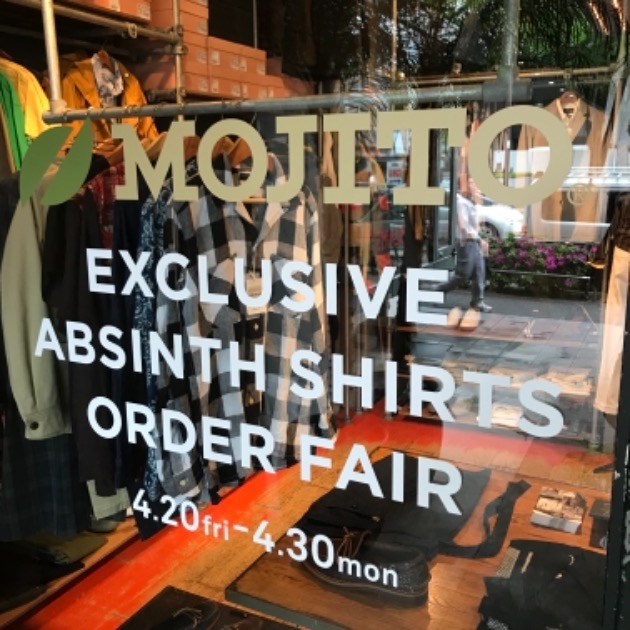 MOJITO®
EXCLUSIVE
ABSINTH SHIRTS
ORDER FAIR
4.20fri-4.30mon